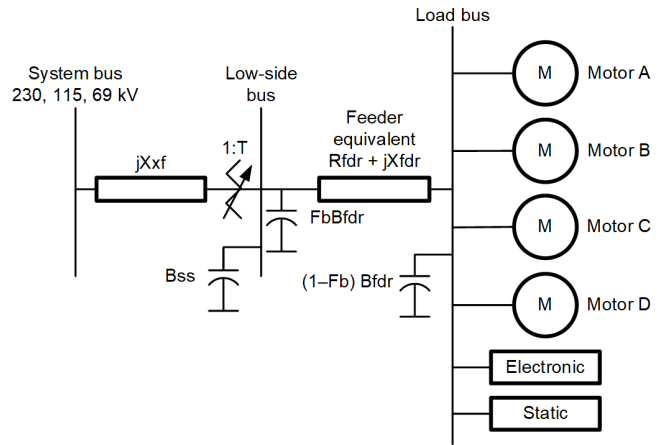 Load bus
System bus
230, 115, 69 kV
Low-side
bus
Feeder
equivalent
Rfdr + jXfdr
jXxf
1:T
FbBfdr
Bss
(1–Fb) Bfdr
M
Motor A
M
Motor B
M
Motor C
M
Motor D
Electronic
Static